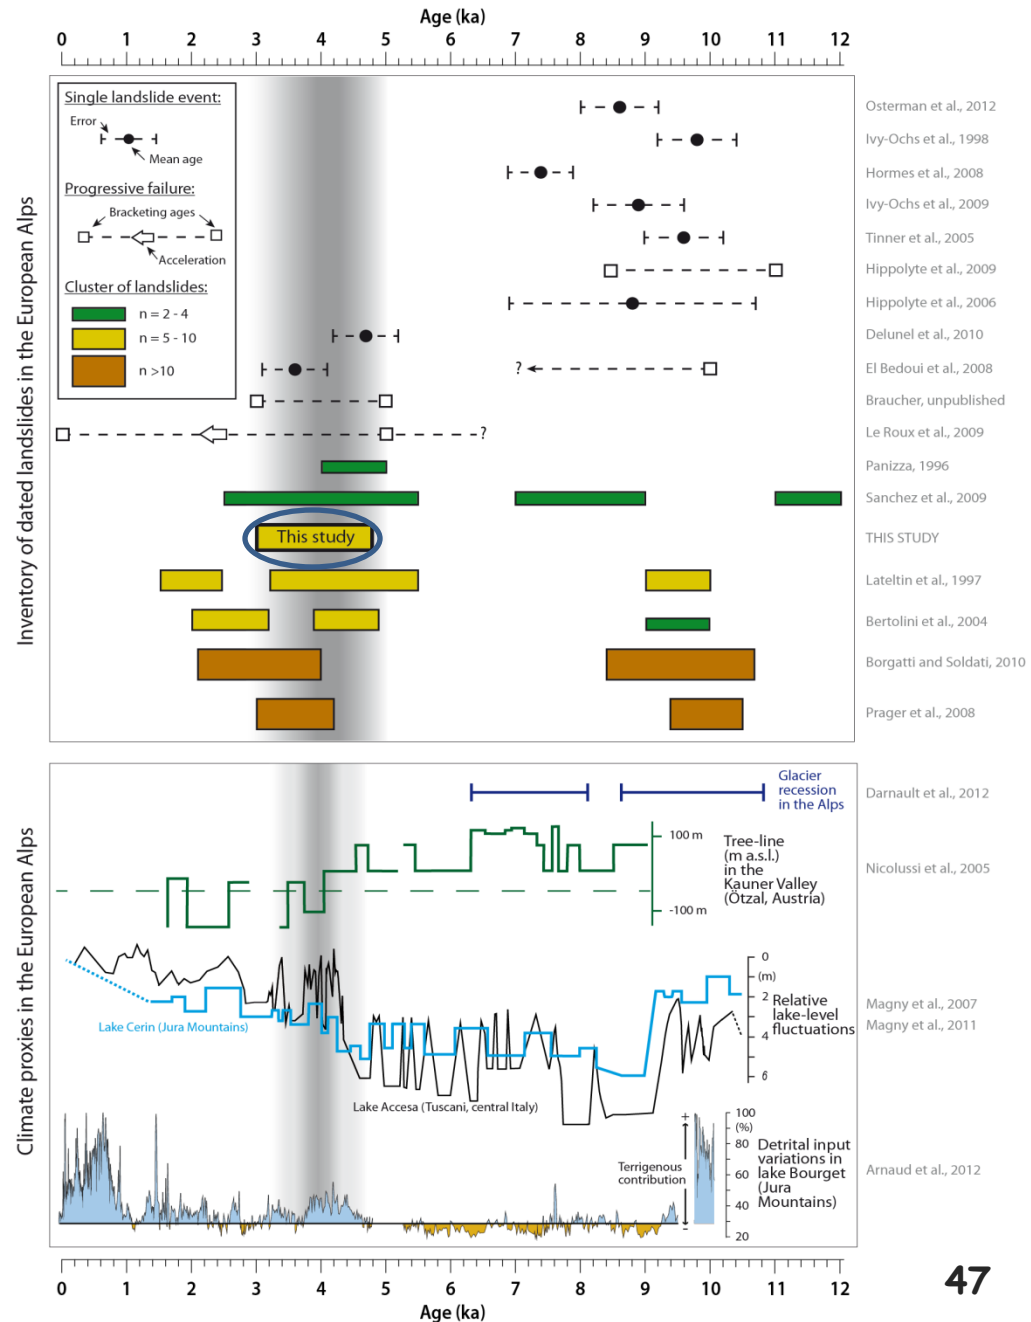 Age (ka)
0 1 2 3 4 5 7 8 9 10 11 12
Inventory of dated landslides in the European Alps
Single landslide event:
Error
Mean age
Progressive failure:
Bracketing ages
Acceleration
Cluster of landslides:
n = 2 - 4
n = 5 - 10
n >10
Osterman et al., 2012
Ivy-Ochs et al., 1998
Hormes et al., 2008
Ivy-Ochs et al., 2009
Tinner et al., 2005
Hippolyte et al., 2009
Hippolyte et al., 2006
Delunel et al., 2010
? El Bedoui et al., 2008
Braucher, unpublished
? Le Roux et al., 2009
Panizza, 1996
Sanchez et al., 2009
This study THIS STUDY
Lateltin et al., 1997
Bertolini et al., 2004
Borgatti and Soldati, 2010
Prager et al., 2008
Climate proxies in the European Alps
Glacier
recession
in the Alps
Darnault et al., 2012
100 m
-100 m
Tree-line
(m a.s.l.)
in the
Kauner Valley
(Ötzal, Austria)
Nicolussi et al., 2005
0
(m)
2
4
6
Relative
lake-level
fluctuations
Magny et al., 2007
Magny et al., 2011
Lake Cerin (Jura Mountains)
Lake Accesa (Tuscani, central Italy)
100
(%)
80
60
40
20
+
Terrigenous
contribution
-
Detrital input
variations in
lake Bourget
(Jura
Mountains)
Arnaud et al., 2012
0 1 2 3 4 5 6 7 8 9 10 11 12
Age (ka)
47